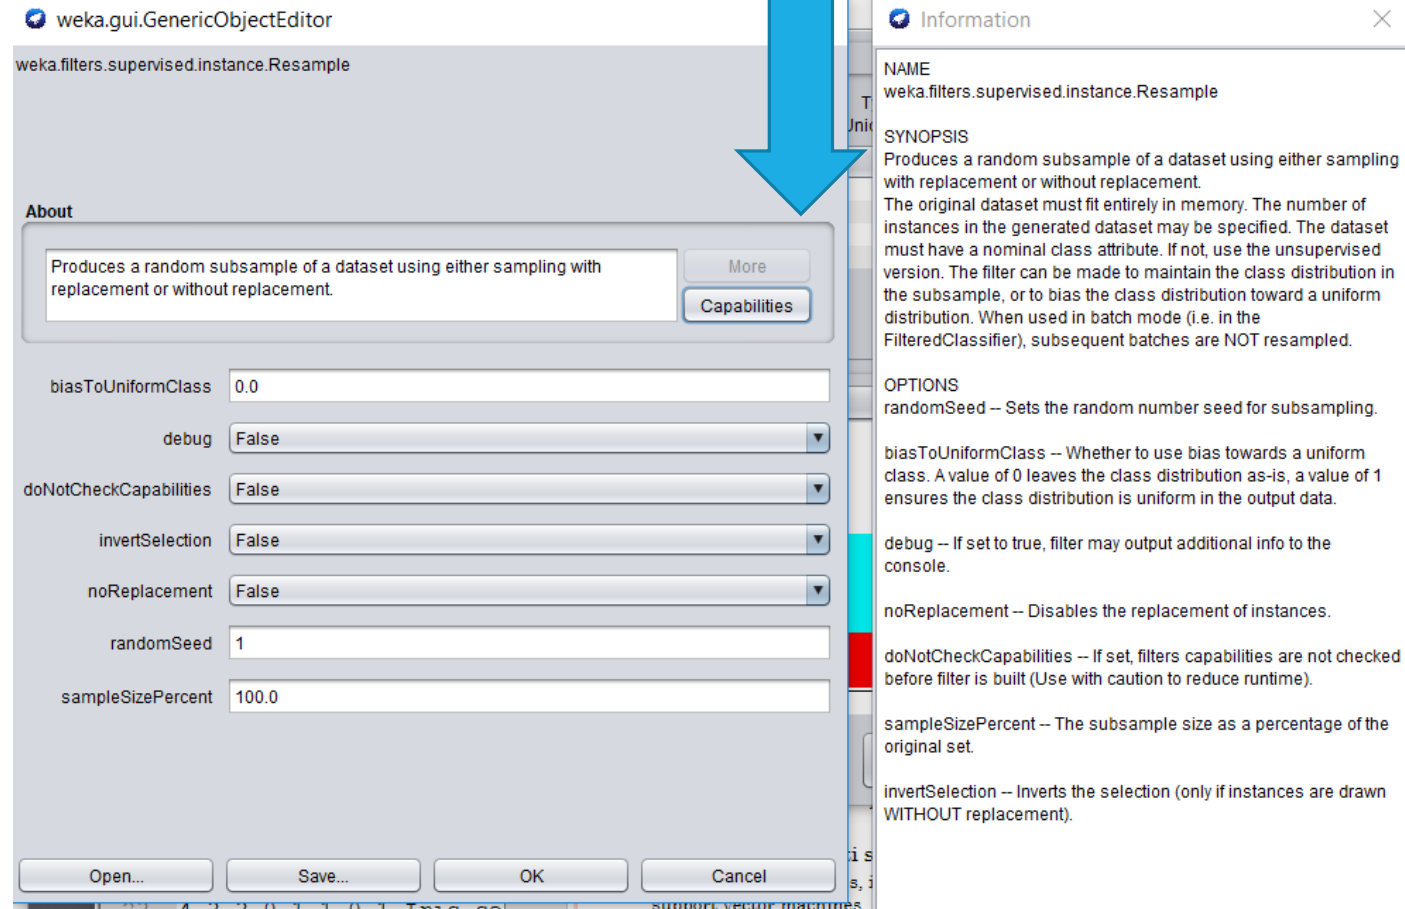 weka.gui.GenericObjectEditor
weka.filters.supervised.instance.Resample
About
Produces a random subsample of a dataset using either sampling with
replacement or without replacement.
More
Capabilities
biasToUniformClass 0.0
debug False
doNotCheckCapabilities False
invertSelection False
noReplacement False
randomSeed 1
sampleSizePercent 100.0
Open...
Save...
OK
Cancel
Information
NAME
weka.filters.supervised.instance.Resample
SYNOPSIS
Produces a random subsample of a dataset using either sampling
with replacement or without replacement.
The original dataset must fit entirely in memory. The number of
instances in the generated dataset may be specified. The dataset
must have a nominal class attribute. If not, use the unsupervised
version. The filter can be made to maintain the class distribution in
the subsample, or to bias the class distribution toward a uniform
distribution. When used in batch mode (i.e. in the
FilteredClassifier), subsequent batches are NOT resampled.
OPTIONS
randomSeed -- Sets the random number seed for subsampling.
biasToUniformClass -- Whether to use bias towards a uniform
class. A value of 0 leaves the class distribution as-is, a value of 1
ensures the class distribution is uniform in the output data.
debug -- If set to true, filter may output additional info to the
console.
noReplacement -- Disables the replacement of instances.
doNotCheckCapabilities -- If set, filters capabilities are not checked
before filter is built (Use with caution to reduce runtime).
sampleSizePercent -- The subsample size as a percentage of the
original set.
invertSelection -- Inverts the selection (only if instances are drawn
WITHOUT replacement).
support vector machines